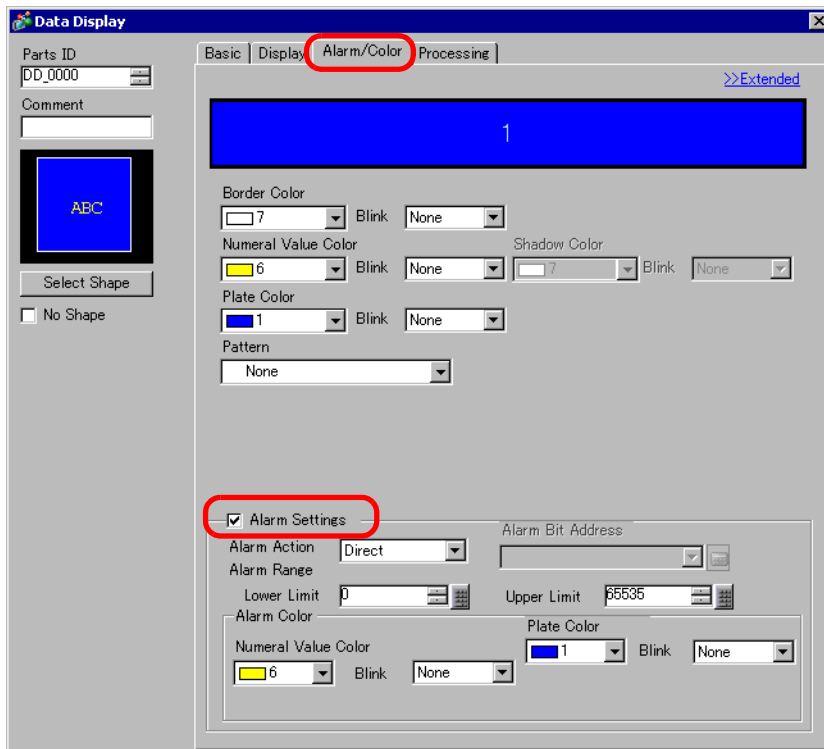 Data Display
Parts ID
DD_0000
Comment
ABC
Select Shape
No Shape
Basic Display Alarm/Color Processing
>>Extended
1
Border Color
7 Blink None
Numeral Value Color Shadow Color
6 Blink None 7 Blink None
Plate Color
1 Blink None
Pattern
None
Alarm Settings
Alarm Action Direct Alarm Bit Address
Alarm Range
Lower Limit 0 Upper Limit 65535
Alarm Color
Numeral Value Color Plate Color
6 Blink None 1 Blink None